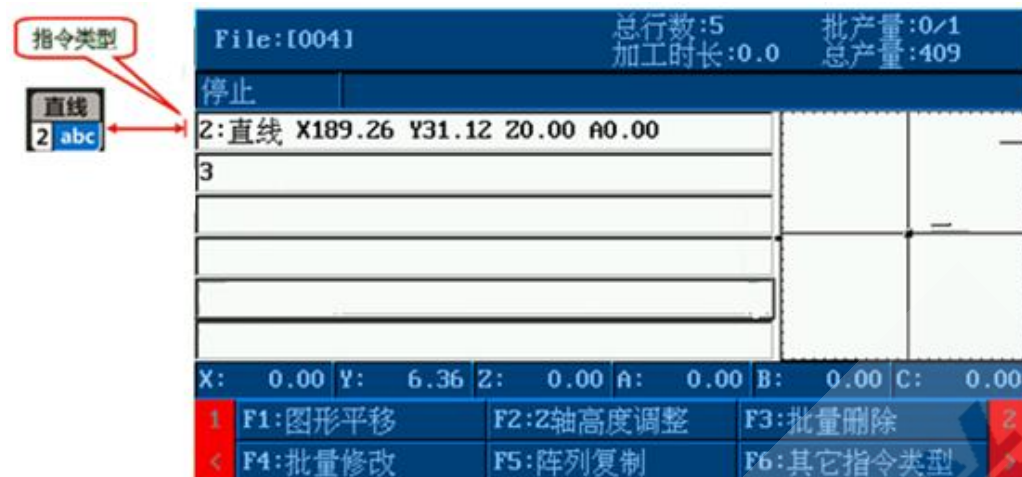 指令类型
直线
2 abc
File:[004]
总行数:5 批产量:0/1
加工时长:0.0 总产量:409
停止
2:直线 X189.26 Y31.12 Z0.00 A0.00
3
X: 0.00 Y: 6.36 Z: 0.00 A: 0.00 B: 0.00 C: 0.00
1 F1:图形平移 F2:Z轴高度调整 F3:批量删除 2
< F4:批量修改 F5:阵列复制 F6:其它指令类型 >